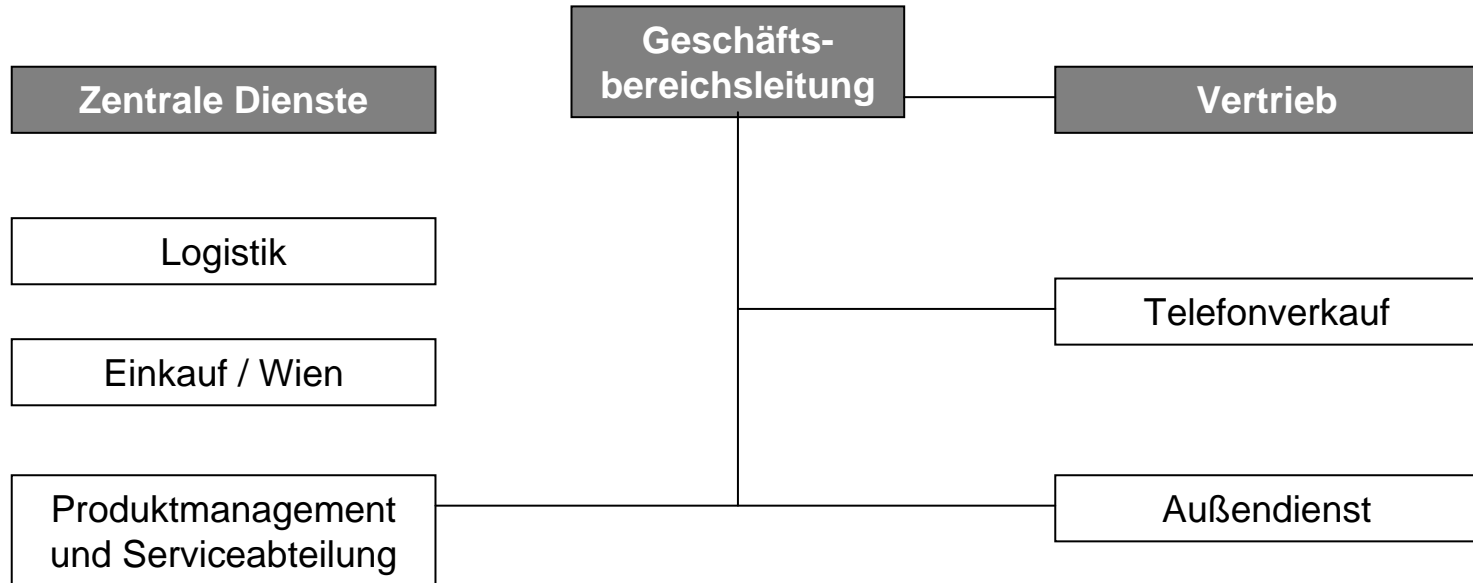 Geschäfts-
bereichsleitung
Zentrale Dienste
Vertrieb
Logistik
Telefonverkauf
Einkauf / Wien
Produktmanagement
und Serviceabteilung
Außendienst